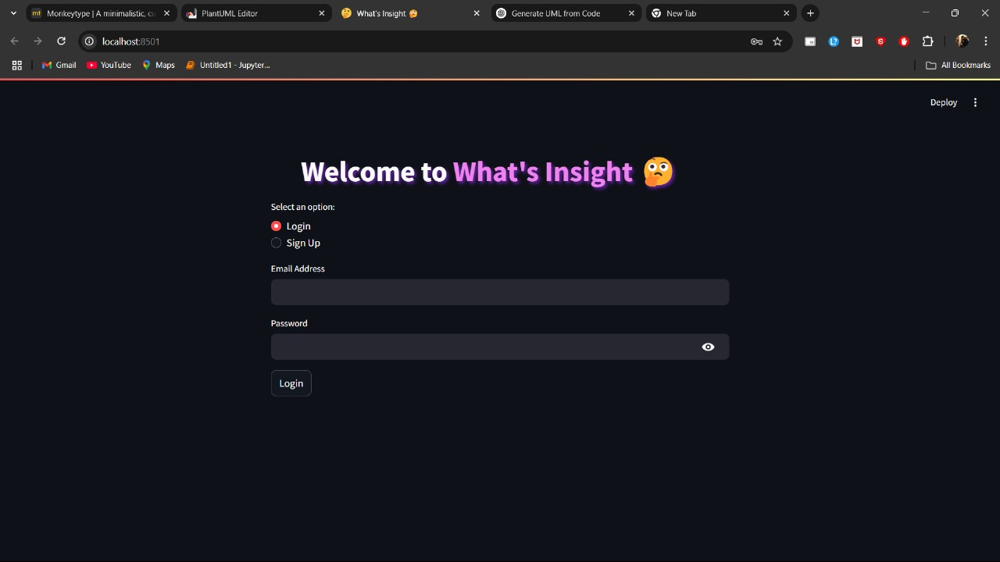 mt Monkeytype | A minimalistic, cu
PlantUML Editor
What's Insight 🤔
Generate UML from Code
New Tab
localhost:8501
Gmail
YouTube
Maps
Untitled1 - Jupyter...
All Bookmarks
Deploy
Welcome to What's Insight 🤔
Select an option:
Login
Sign Up
Email Address
Password
Login